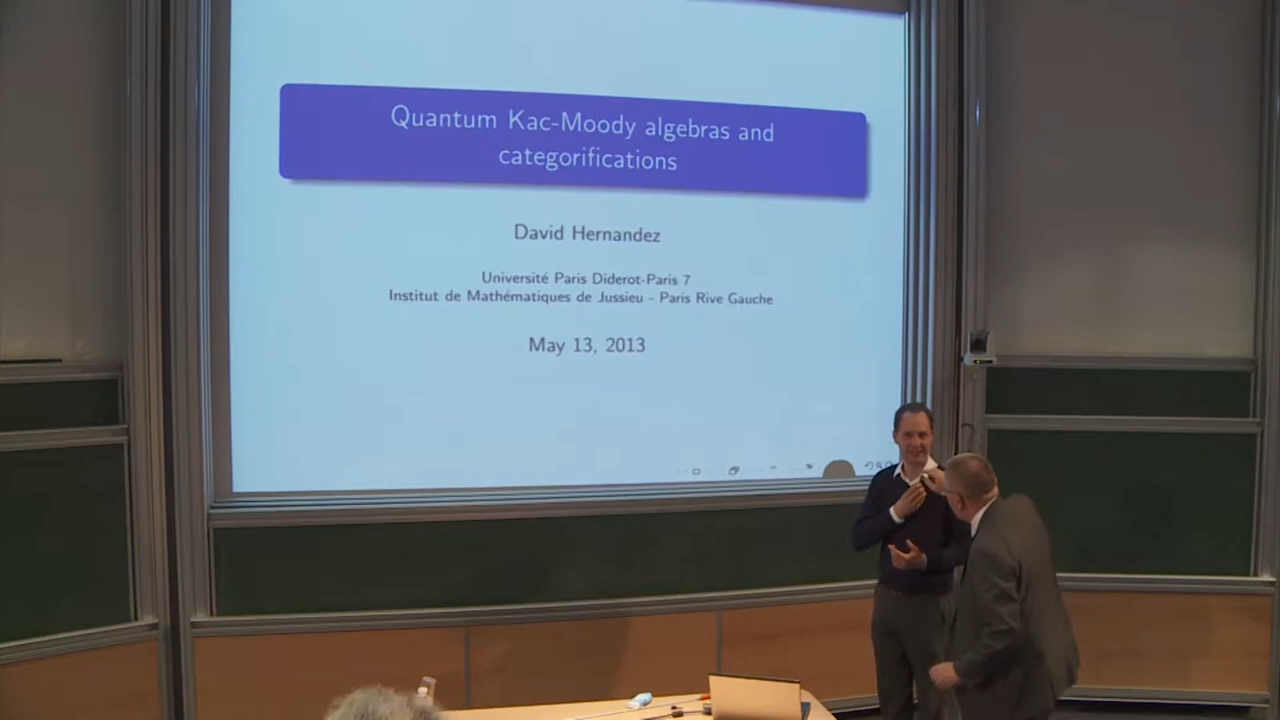 Quantum Kac-Moody algebras and
categorifications
David Hernandez
Université Paris Diderot-Paris 7
Institut de Mathématiques de Jussieu - Paris Rive Gauche
May 13, 2013